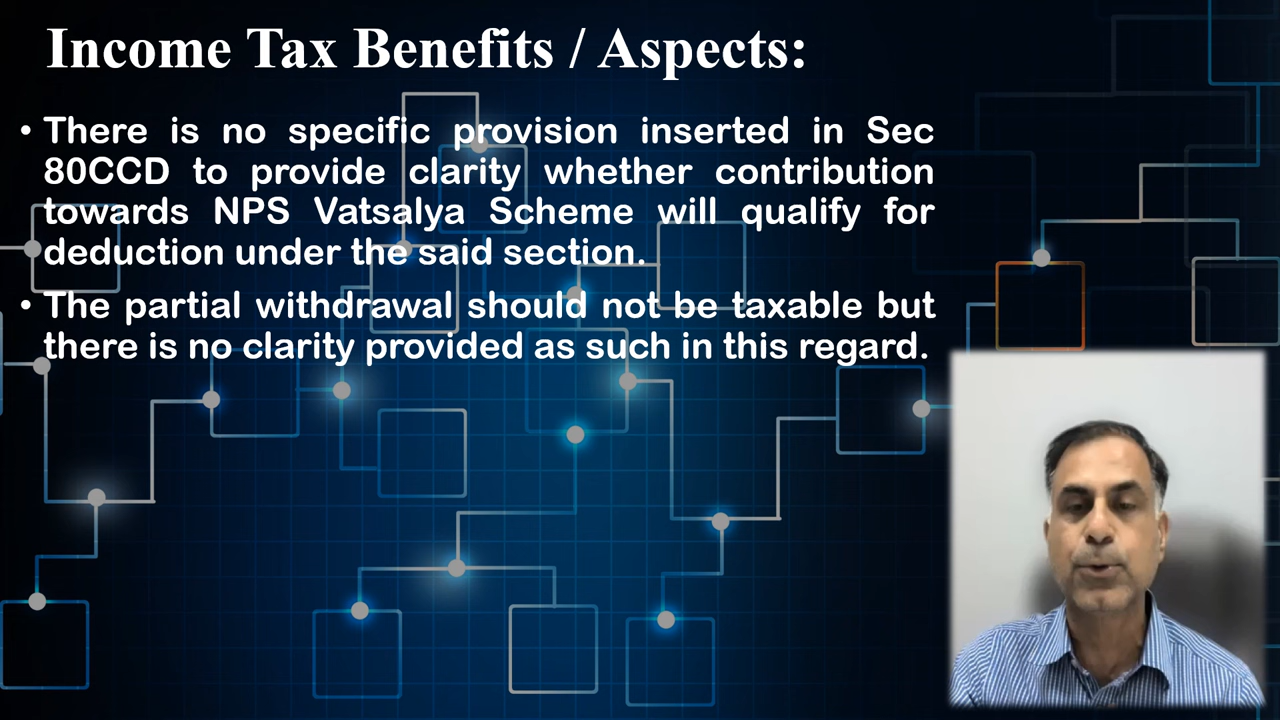 Income Tax Benefits / Aspects:
• There is no specific provision inserted in Sec
80CCD to provide clarity whether contribution
towards NPS Vatsalya Scheme will qualify for
deduction under the said section.
• The partial withdrawal should not be taxable but
there is no clarity provided as such in this regard.